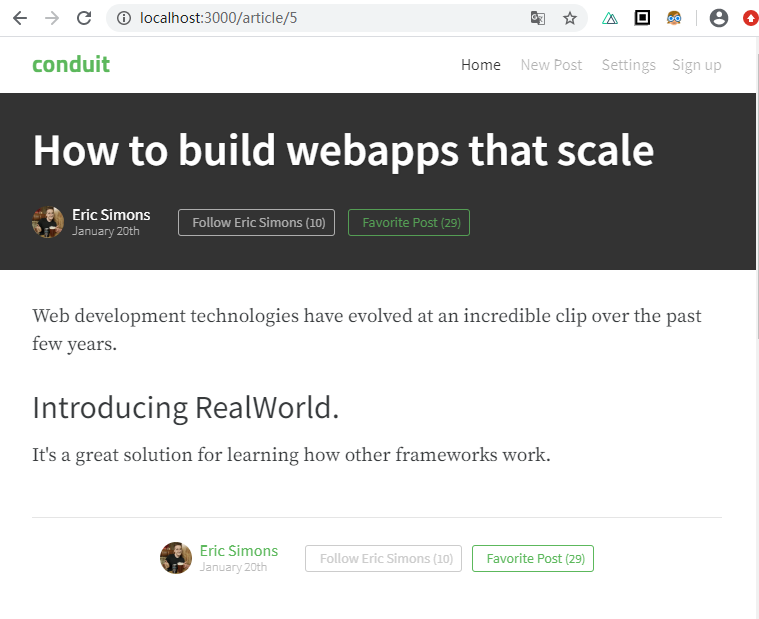 localhost:3000/article/5
conduit
Home New Post Settings Sign up
How to build webapps that scale
Eric Simons
January 20th
Follow Eric Simons (10) Favorite Post (29)
Web development technologies have evolved at an incredible clip over the past
few years.
Introducing RealWorld.
It's a great solution for learning how other frameworks work.
Eric Simons
January 20th
Follow Eric Simons (10) Favorite Post (29)